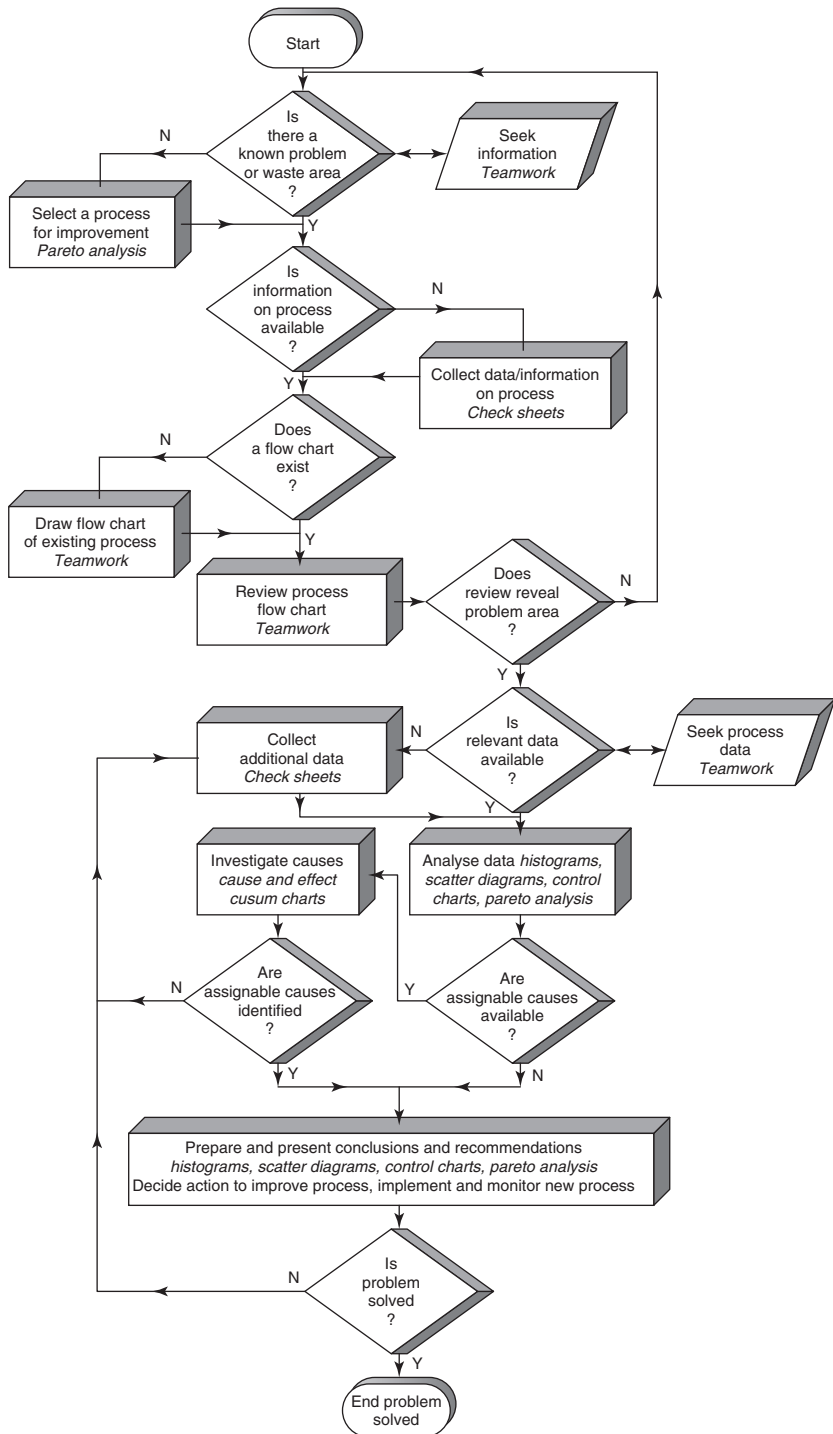 Start
Is
there a
known problem
or waste area
?
N
Y
Seek
information
Teamwork
Select a process
for improvement
Pareto analysis
Is
information
on process
available
?
N
Y
Collect data/information
on process
Check sheets
Does
a flow chart
exist
?
N
Y
Draw flow chart
of existing process
Teamwork
Review process
flow chart
Teamwork
Does
review reveal
problem area
?
N
Y
Is
relevant data
available
?
N
Y
Seek process
data
Teamwork
Collect
additional data
Check sheets
Investigate causes
cause and effect
cusum charts
Analyse data histograms,
scatter diagrams, control
charts, pareto analysis
Are
assignable causes
identified
?
N
Y
Are
assignable causes
available
?
Y
N
Prepare and present conclusions and recommendations
histograms, scatter diagrams, control charts, pareto analysis
Decide action to improve process, implement and monitor new process
Is
problem
solved
?
N
Y
End problem
solved